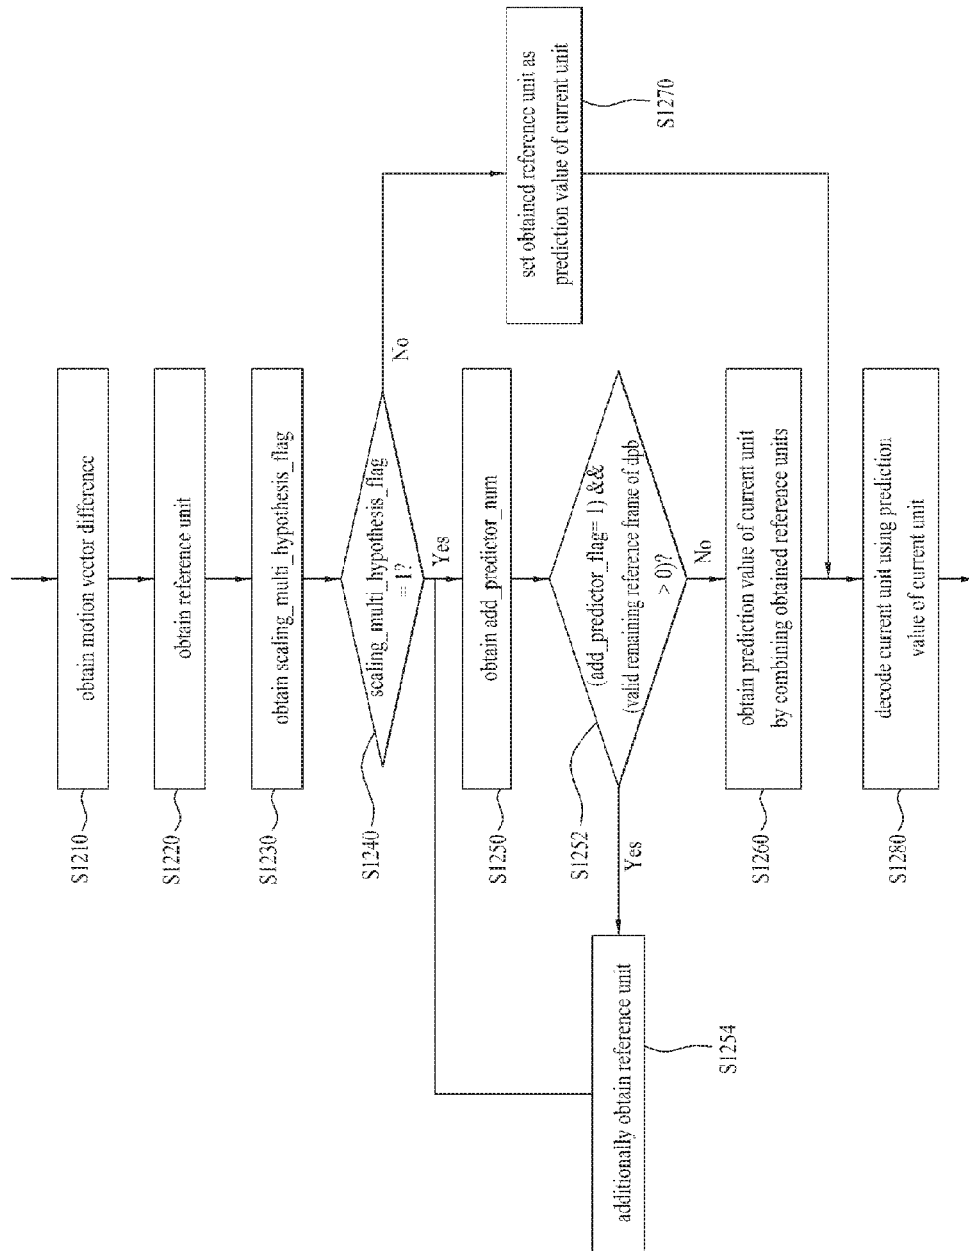 obtain motion vector difference
S1210
obtain reference unit
S1220
obtain scaling_multi_hypothesis_flag
S1230
scaling_multi_hypothesis_flag
= 1?
S1240
No
Yes
set obtained reference unit as
prediction value of current unit
S1270
obtain add_predictor_num
S1250
(add_predictor_flag= 1) &&
(valid remaining reference frame of dpb
> 0)?
S1252
Yes
No
additionally obtain reference unit
S1254
obtain prediction value of current unit
by combining obtained reference units
S1260
decode current unit using prediction
value of current unit
S1280